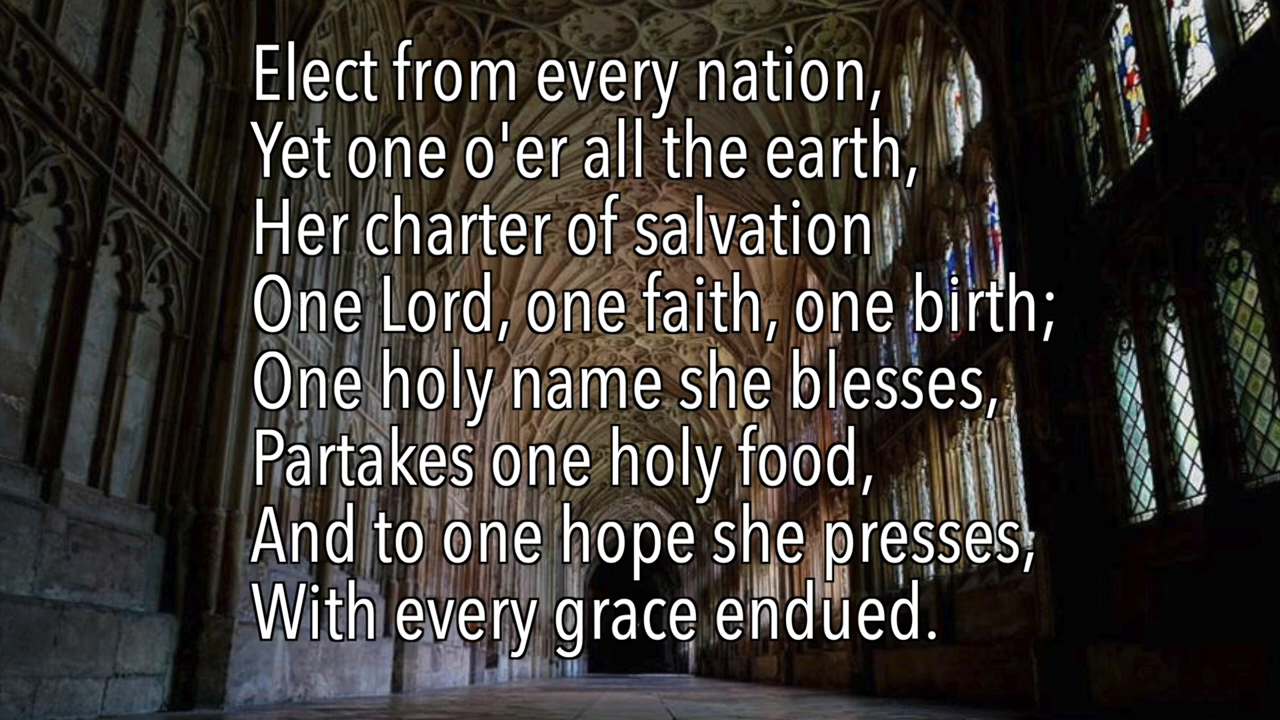 Elect from every nation,
Yet one o'er all the earth,
Her charter of salvation
One Lord, one faith, one birth;
One holy name she blesses,
Partakes one holy food,
And to one hope she presses,
With every grace endued.